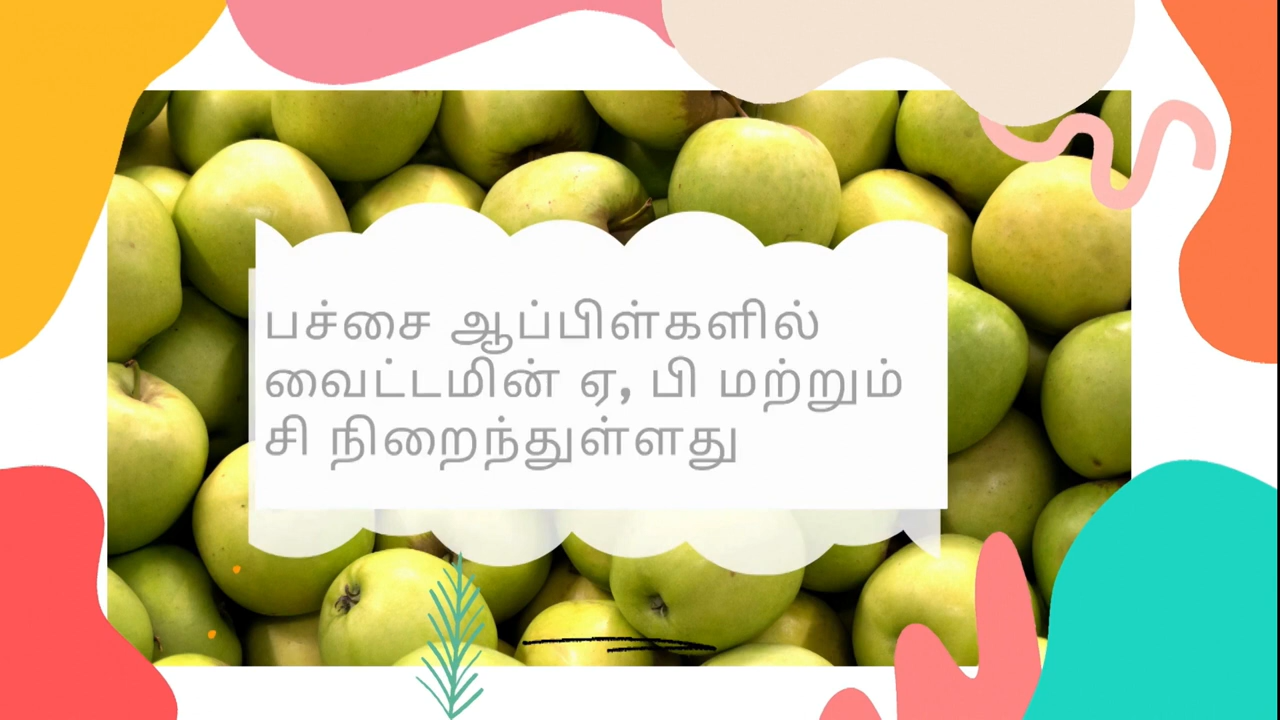 பச்சை ஆப்பிள்களில்
வைட்டமின் ஏ, பி மற்றும்
சி நிறைந்துள்ளது